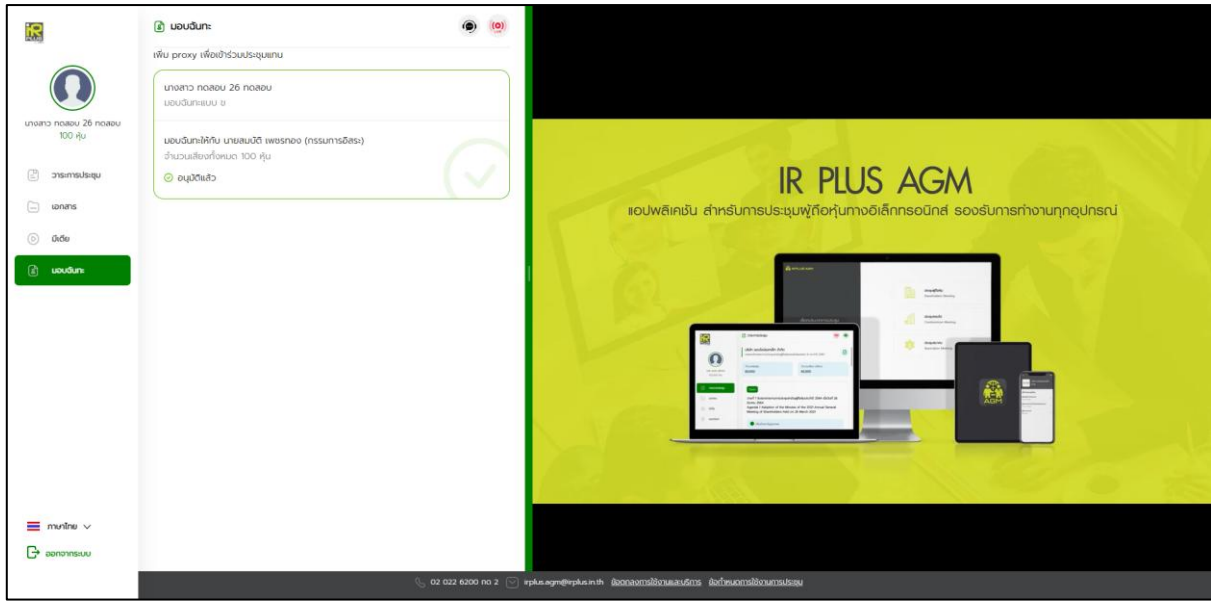 iR
PLUS
นางสาว ทดสอบ 26 ทดสอบ
100 หุ้น
วาระการประชุม
เอกสาร
มีเดีย
มอบฉันทะ
ภาษาไทย
ออกจากระบบ
มอบฉันทะ
เพิ่ม proxy เพื่อเข้าร่วมประชุมแทน
นางสาว ทดสอบ 26 ทดสอบ
มอบฉันทะแบบ ข
มอบฉันทะให้กับ นายสมบัติ เพชรทอง (กรรมการอิสระ)
จำนวนเสียงทั้งหมด 100 หุ้น
อนุมัติแล้ว
IR PLUS AGM
แอปพลิเคชัน สำหรับการประชุมผู้ถือหุ้นทางอิเล็กทรอนิกส์ รองรับการทำงานทุกอุปกรณ์
AGM
02 022 6200 กด 2 irplus.agm@irplus.in.th ข้อตกลงการใช้งานและบริการ ข้อกำหนดการใช้งานการประชุม